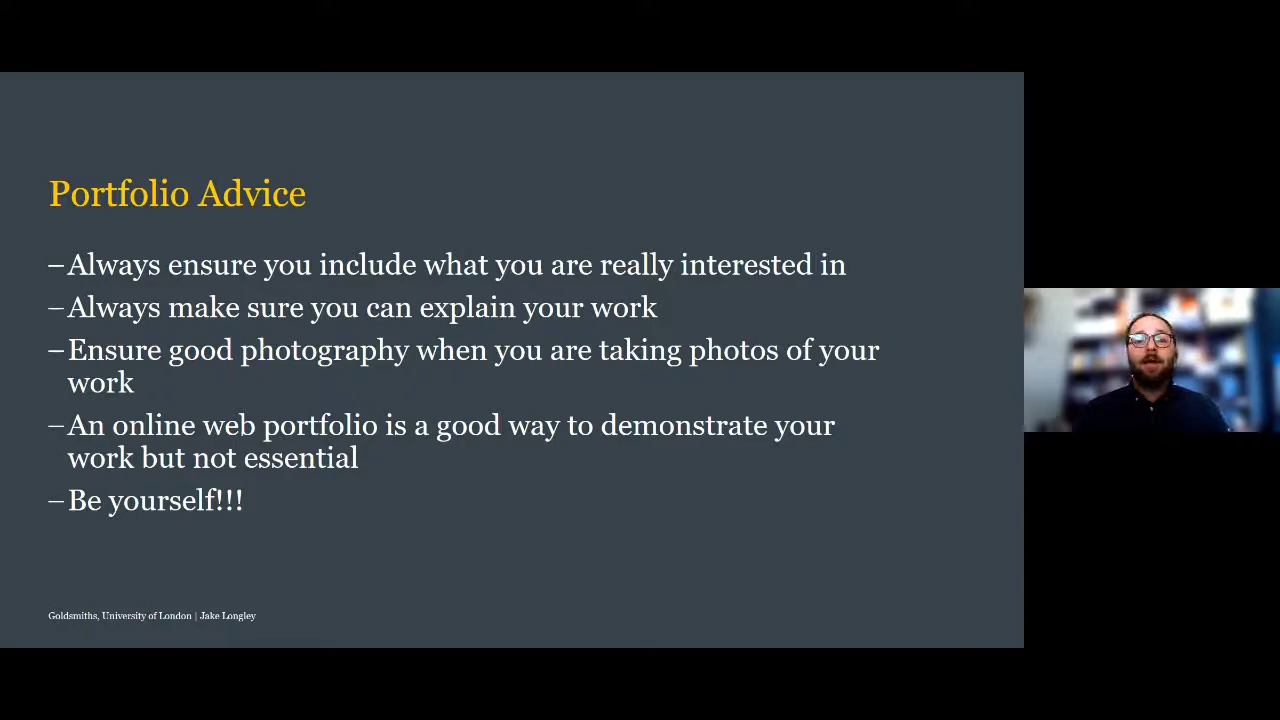 Portfolio Advice
–Always ensure you include what you are really interested in
–Always make sure you can explain your work
–Ensure good photography when you are taking photos of your
work
–An online web portfolio is a good way to demonstrate your
work but not essential
–Be yourself!!!
Goldsmiths, University of London | Jake Longley